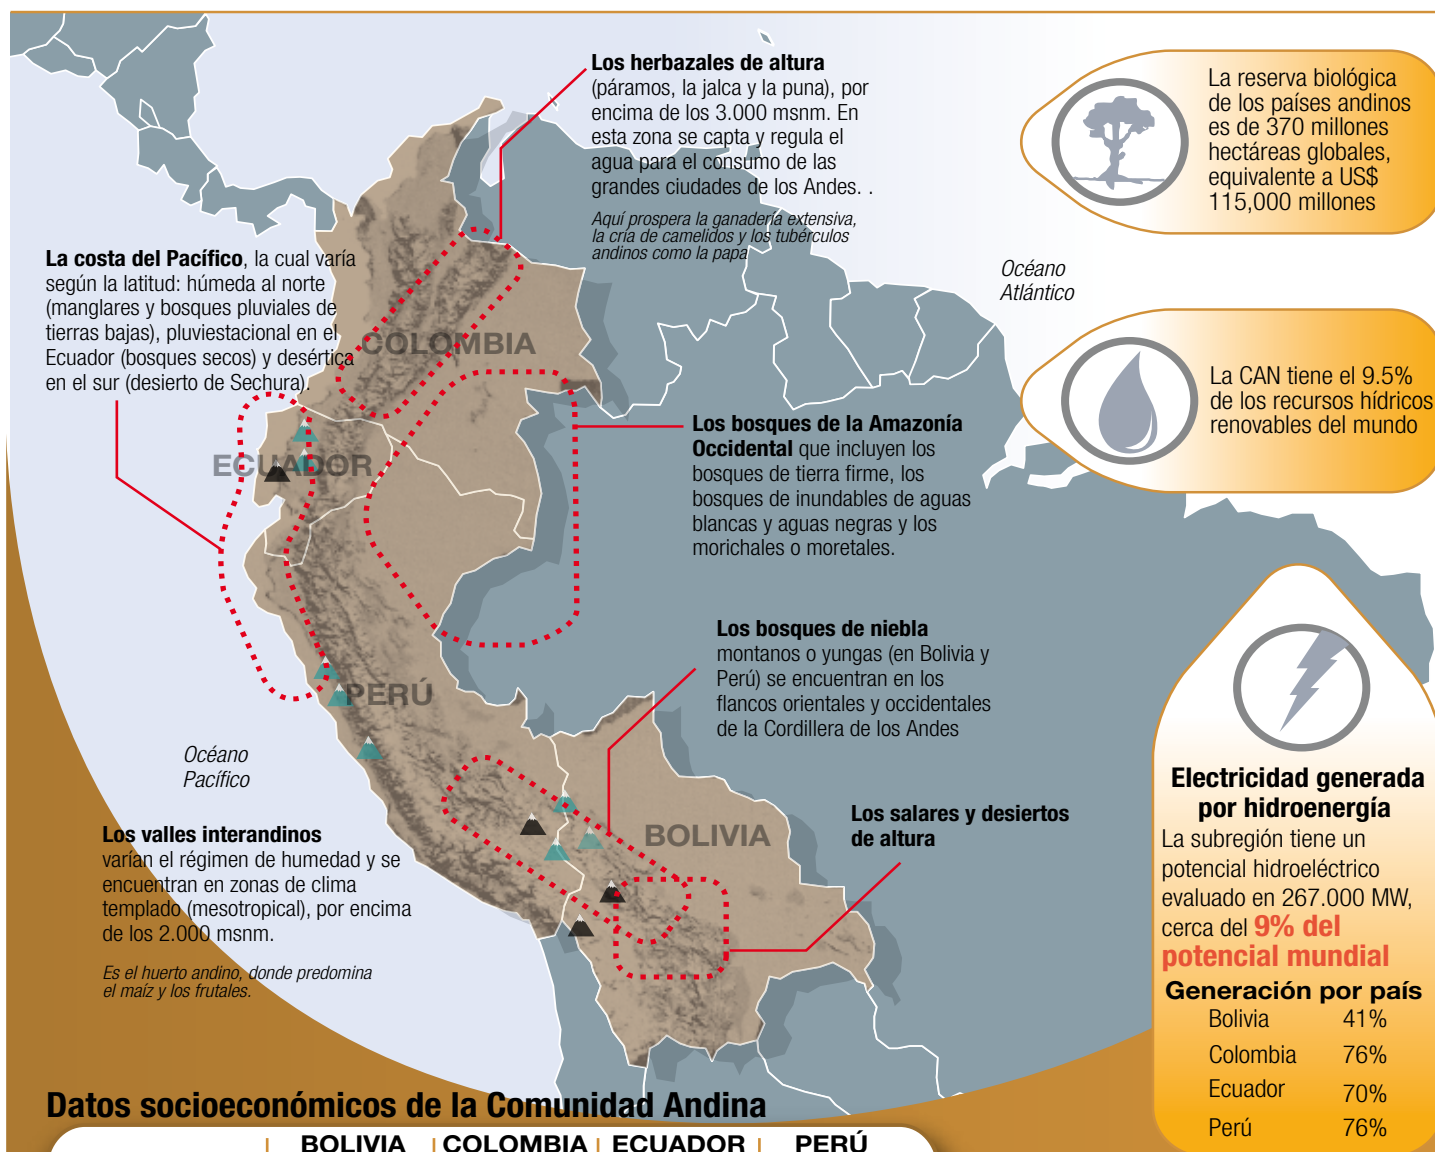 Los herbazales de altura
(páramos, la jalca y la puna), por
encima de los 3.000 msnm. En
esta zona se capta y regula el
agua para el consumo de las
grandes ciudades de los Andes. .
Aquí prospera la ganadería extensiva,
la cría de camelidos y los tubérculos
andinos como la papa
La reserva biológica
de los países andinos
es de 370 millones
hectáreas globales,
equivalente a US$
115,000 millones
La costa del Pacífico, la cual varía
según la latitud: húmeda al norte
(manglares y bosques pluviales de
tierras bajas), pluviestacional en el
Ecuador (bosques secos) y desértica
en el sur (desierto de Sechura).
Océano
Atlántico
COLOMBIA
La CAN tiene el 9.5%
de los recursos hídricos
renovables del mundo
ECUADOR
Los bosques de la Amazonía
Occidental que incluyen los
bosques de tierra firme, los
bosques de inundables de aguas
blancas y aguas negras y los
morichales o moretales.
Los bosques de niebla
montanos o yungas (en Bolivia y
Perú) se encuentran en los
flancos orientales y occidentales
de la Cordillera de los Andes
PERÚ
Océano
Pacífico
Los valles interandinos
varían el régimen de humedad y se
encuentran en zonas de clima
templado (mesotropical), por encima
de los 2.000 msnm.
Es el huerto andino, donde predomina
el maíz y los frutales.
BOLIVIA
Los salares y desiertos
de altura
Electricidad generada
por hidroenergía
La subregión tiene un
potencial hidroeléctrico
evaluado en 267.000 MW,
cerca del 9% del
potencial mundial
Generación por país
Bolivia 41%
Colombia 76%
Ecuador 70%
Perú 76%
Datos socioeconómicos de la Comunidad Andina
BOLIVIA COLOMBIA ECUADOR PERÚ